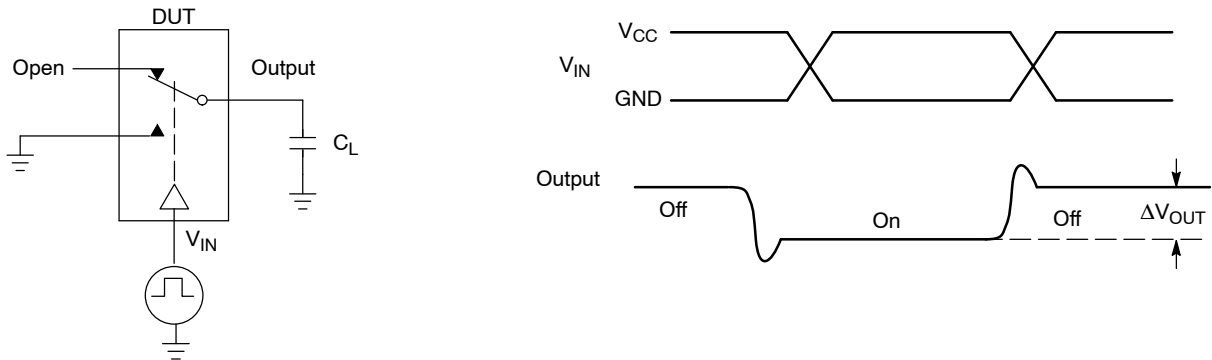 DUT
Open
Output
C_L
V_IN
V_CC
V_IN
GND
Output
Off
On
Off
ΔV_OUT